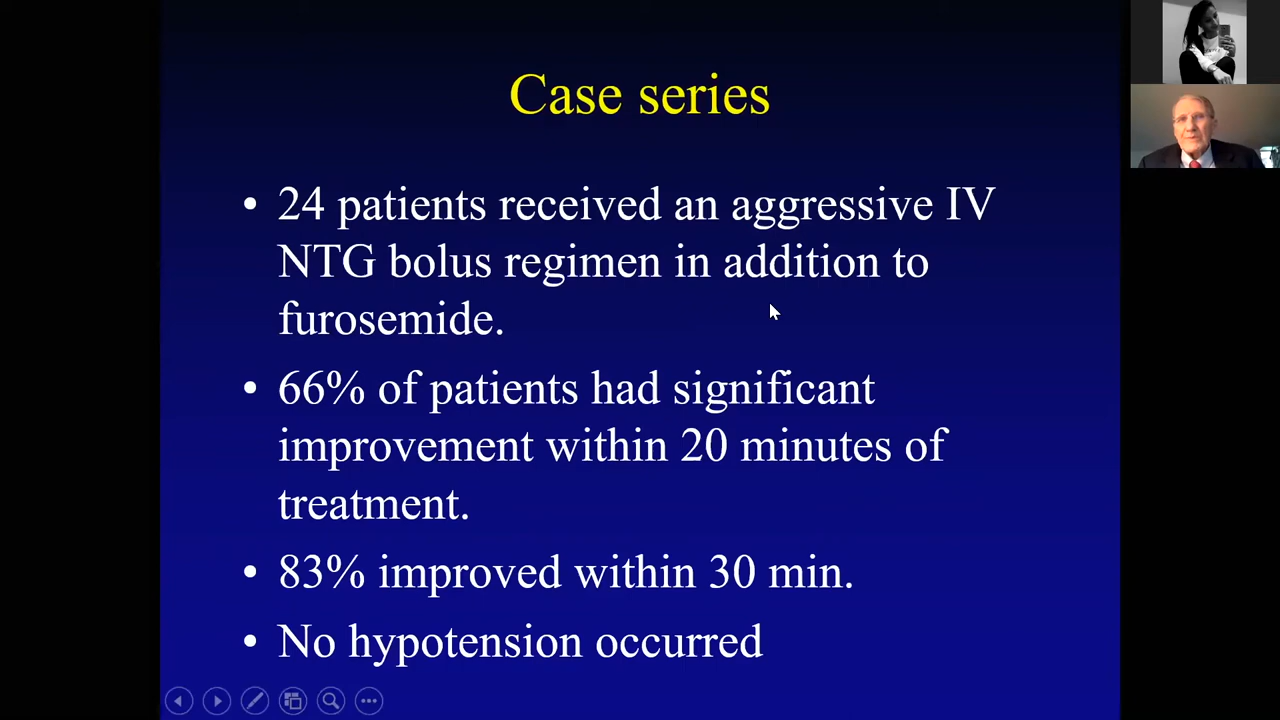 Case series
• 24 patients received an aggressive IV
NTG bolus regimen in addition to
furosemide.
• 66% of patients had significant
improvement within 20 minutes of
treatment.
• 83% improved within 30 min.
• No hypotension occurred